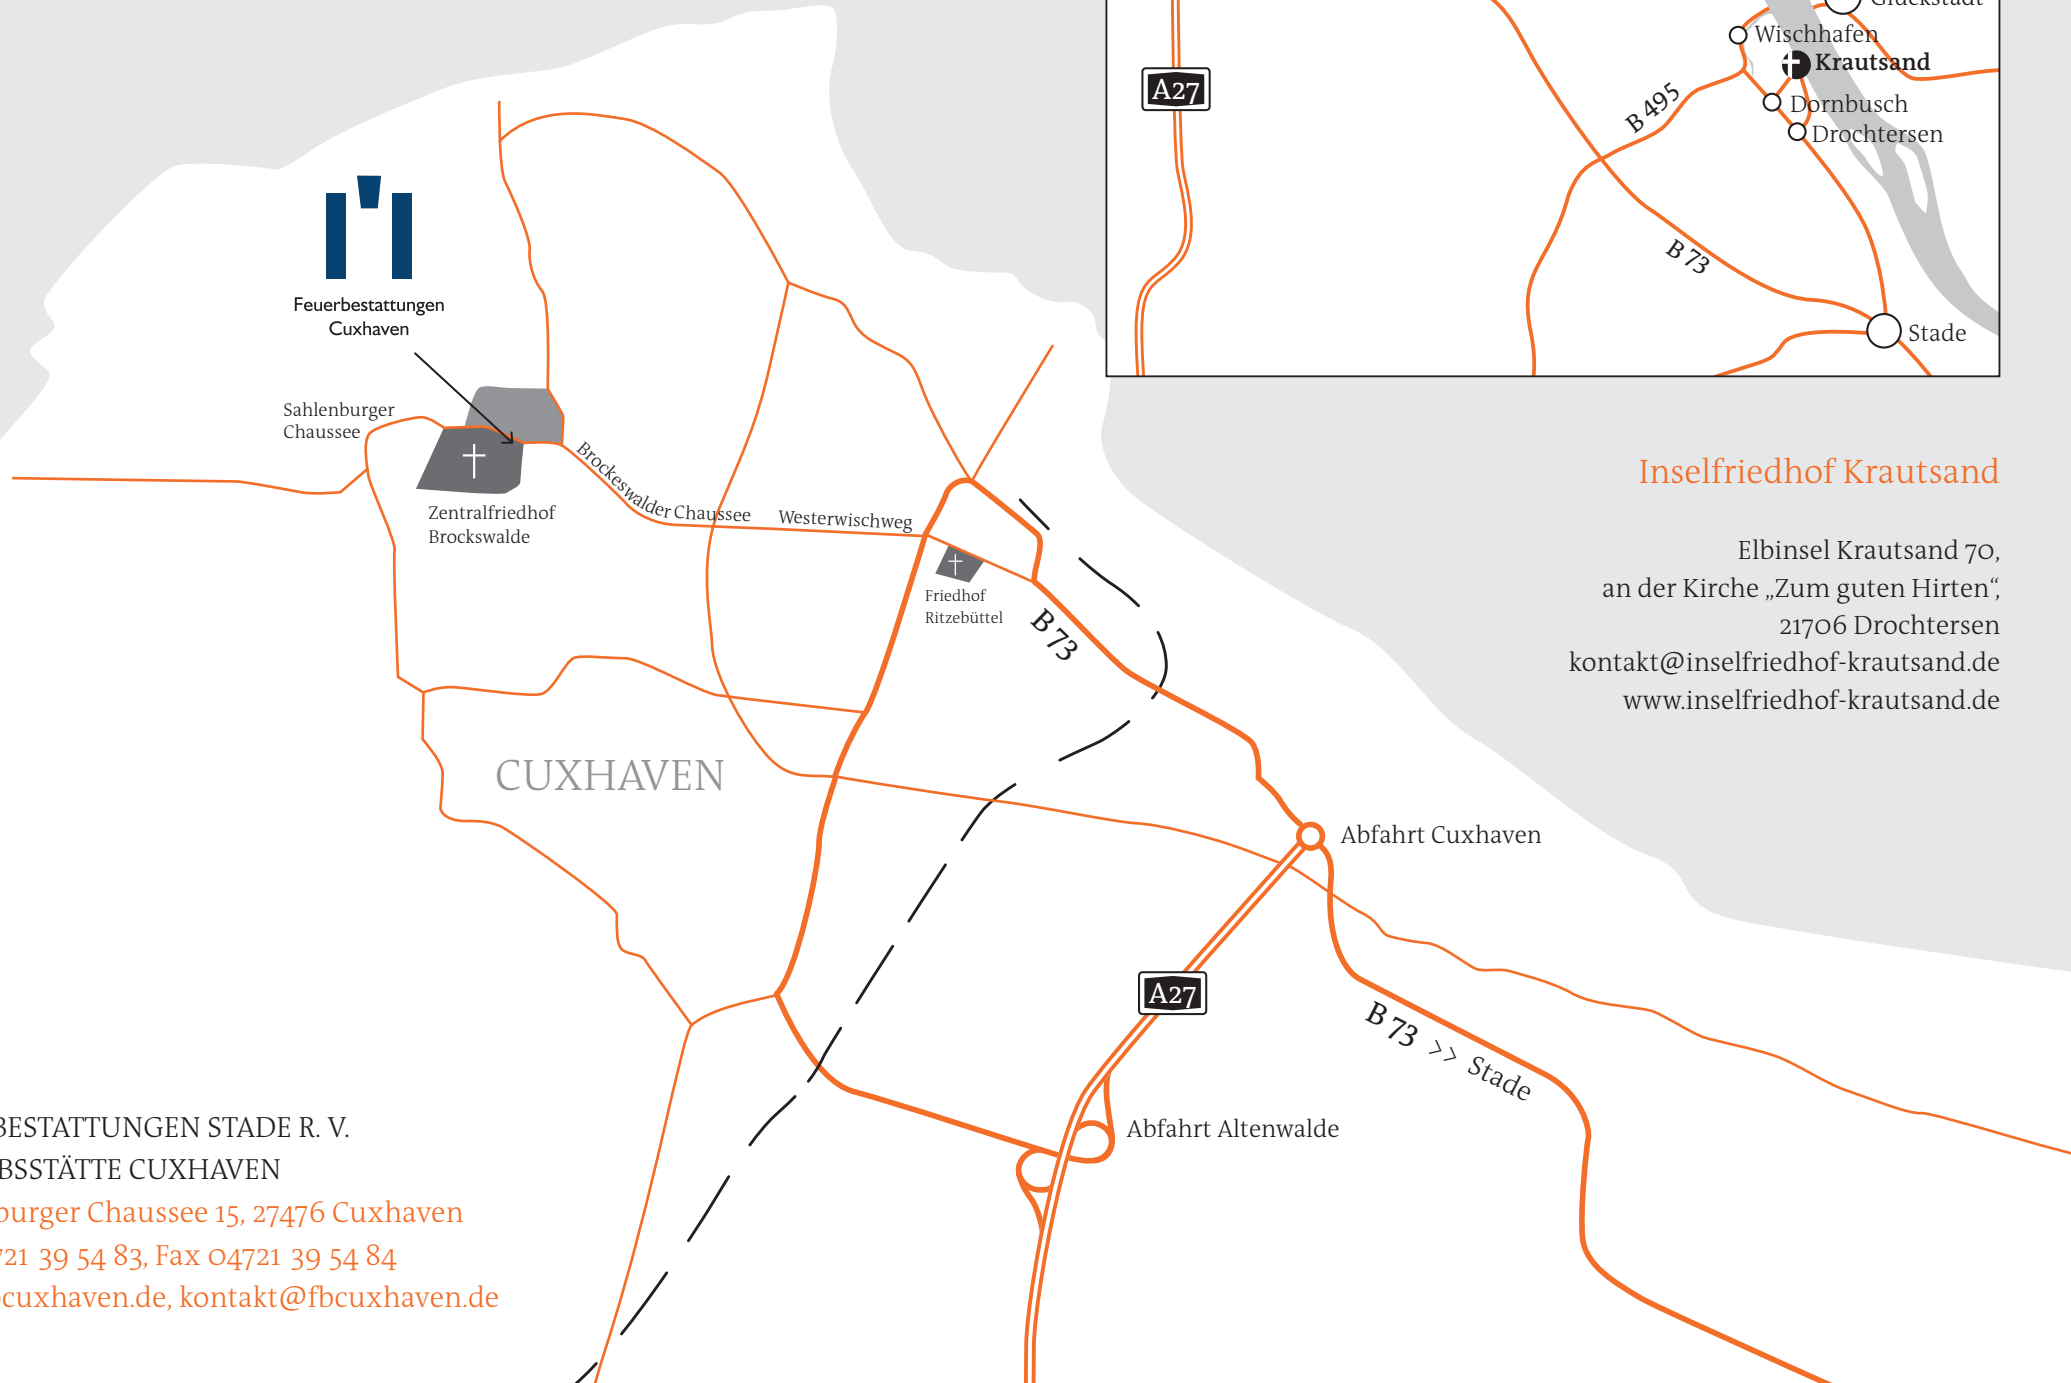 Wischhafen
Krautsand
Dornbusch
Drochtersen
A27
B 495
B 73
Stade
Feuerbestattungen
Cuxhaven
Sahlenburger
Chaussee
Zentralfriedhof
Brockswalde
Brockeswalder Chaussee
Westerwischweg
Friedhof
Ritzebüttel
B 73
CUXHAVEN
Abfahrt Cuxhaven
A27
B 73 >> Stade
Abfahrt Altenwalde
Inselfriedhof Krautsand
Elbinsel Krautsand 70,
an der Kirche „Zum guten Hirten“,
21706 Drochtersen
kontakt@inselfriedhof-krautsand.de
www.inselfriedhof-krautsand.de
BESTATTUNGEN STADE R. V.
BSSTÄTTE CUXHAVEN
burger Chaussee 15, 27476 Cuxhaven
721 39 54 83, Fax 04721 39 54 84
cuxhaven.de, kontakt@fbcuxhaven.de